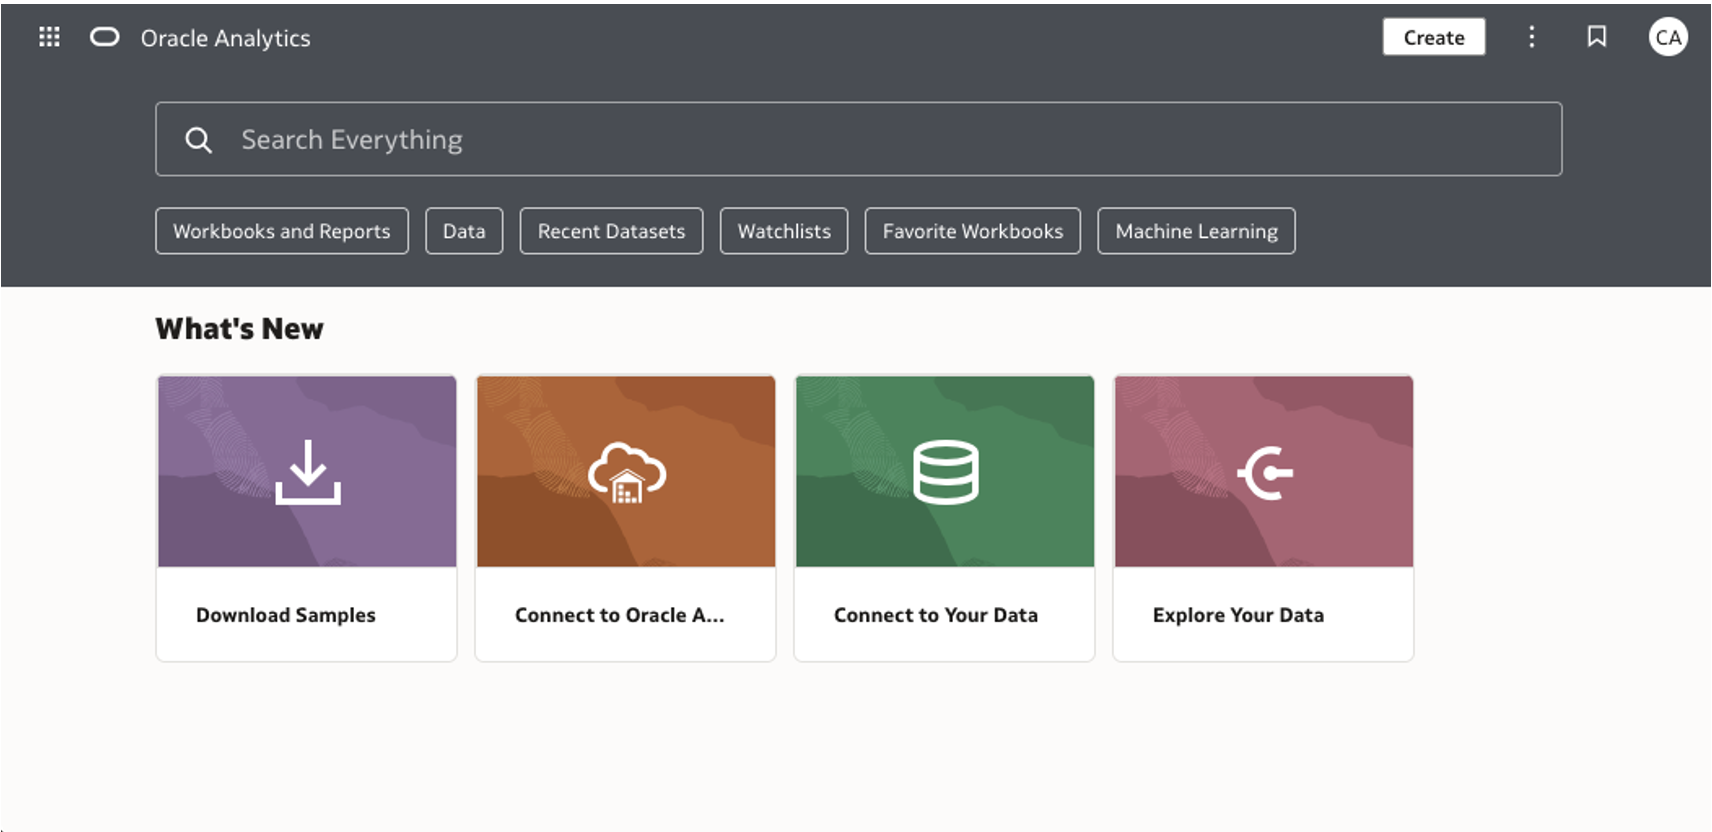 Oracle Analytics
Create
CA
Search Everything
Workbooks and Reports
Data
Recent Datasets
Watchlists
Favorite Workbooks
Machine Learning
What's New
Download Samples
Connect to Oracle A...
Connect to Your Data
Explore Your Data